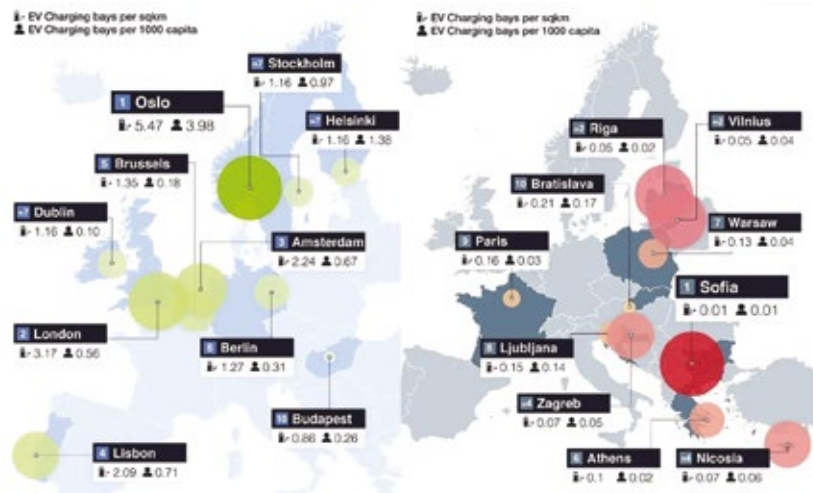 EV Charging bays per sqkm
EV Charging bays per 1000 capita
=7 Stockholm
1.16 0.97
1 Oslo
5.47 3.98
=7 Helsinki
1.16 1.38
5 Brussels
1.35 0.18
=7 Dublin
1.16 0.10
3 Amsterdam
2.24 0.67
2 London
3.17 0.56
6 Berlin
1.27 0.31
10 Budapest
0.86 0.26
4 Lisbon
2.09 0.71
EV Charging bays per sqkm
EV Charging bays per 1000 capita
=2 Riga
0.05 0.02
=2 Vilnius
0.05 0.04
10 Bratislava
0.21 0.17
7 Warsaw
0.13 0.04
Paris
0.16 0.03
1 Sofia
0.01 0.01
Ljubljana
0.15 0.14
=4 Zagreb
0.07 0.05
6 Athens
0.1 0.02
=4 Nicosia
0.07 0.06